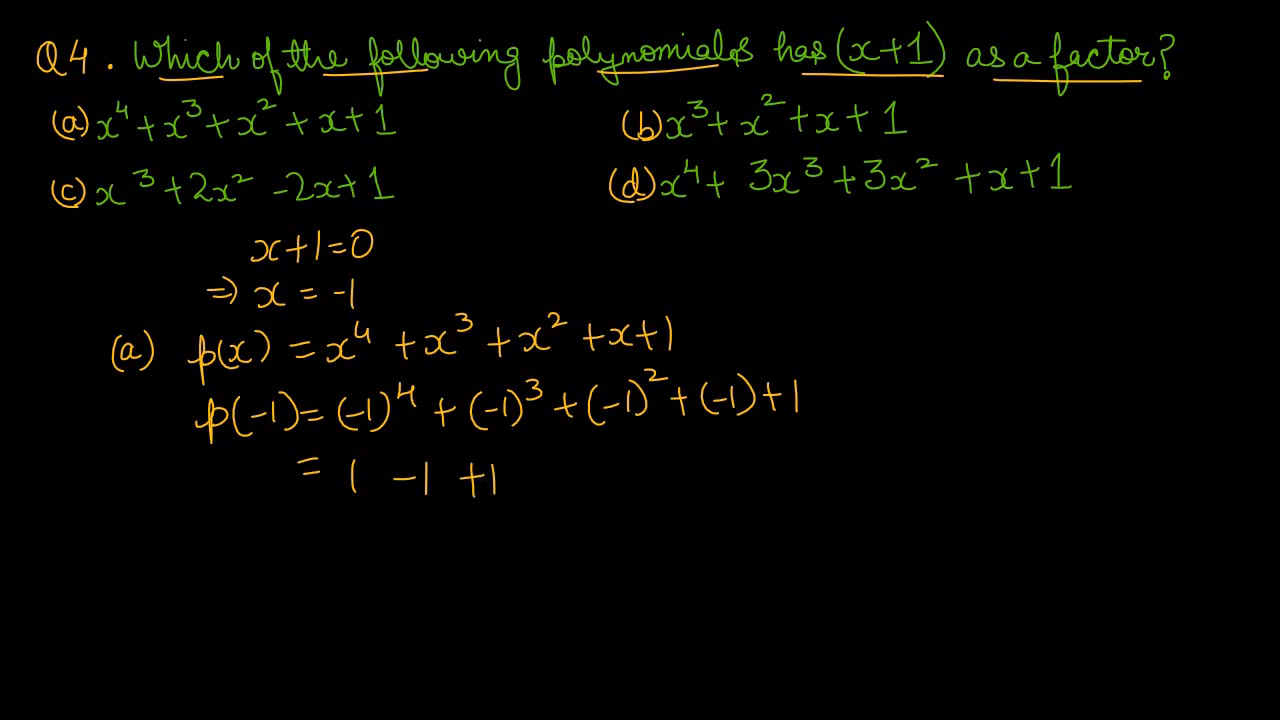 Q4. Which of the following polynomials has (x+1) as a factor?
(a) x⁴+x³+x²+x+1 (b) x³+x²+x+1
(c) x³+2x²-2x+1 (d) x⁴+3x³+3x²+x+1
x+1=0
⇒ x = -1
(a) p(x) = x⁴+x³+x²+x+1
p(-1) = (-1)⁴+(-1)³+(-1)²+(-1)+1
= 1 -1 +1